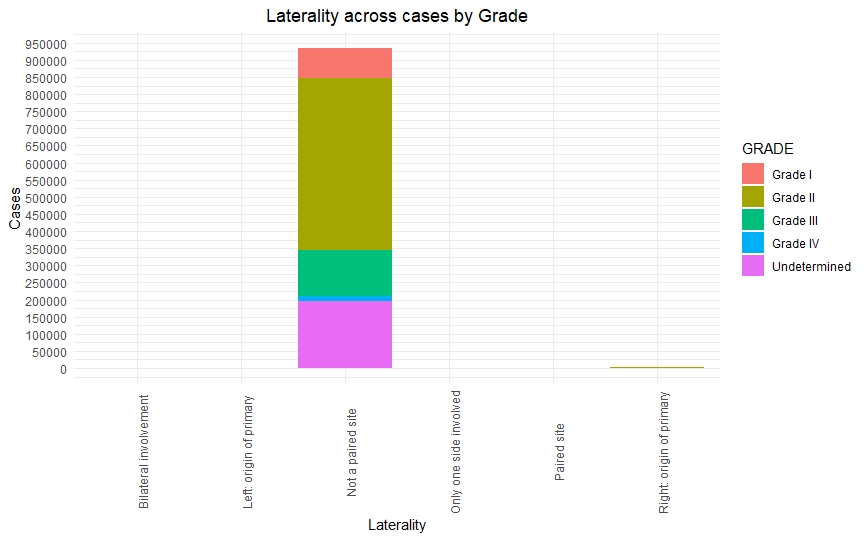 Laterality across cases by Grade
950000
900000
850000
800000
750000
700000
650000
600000
550000
500000
450000
400000
350000
300000
250000
200000
150000
100000
50000
0
Cases
Bilateral involvement
Left: origin of primary
Not a paired site
Only one side involved
Paired site
Right: origin of primary
Laterality
GRADE
Grade I
Grade II
Grade III
Grade IV
Undetermined